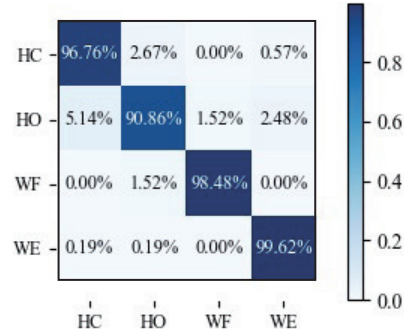 HC 96.76% 2.67% 0.00% 0.57%
HO 5.14% 90.86% 1.52% 2.48%
WF 0.00% 1.52% 98.48% 0.00%
WE 0.19% 0.19% 0.00% 99.62%
HC HO WF WE
0.8
0.6
0.4
0.2
0.0